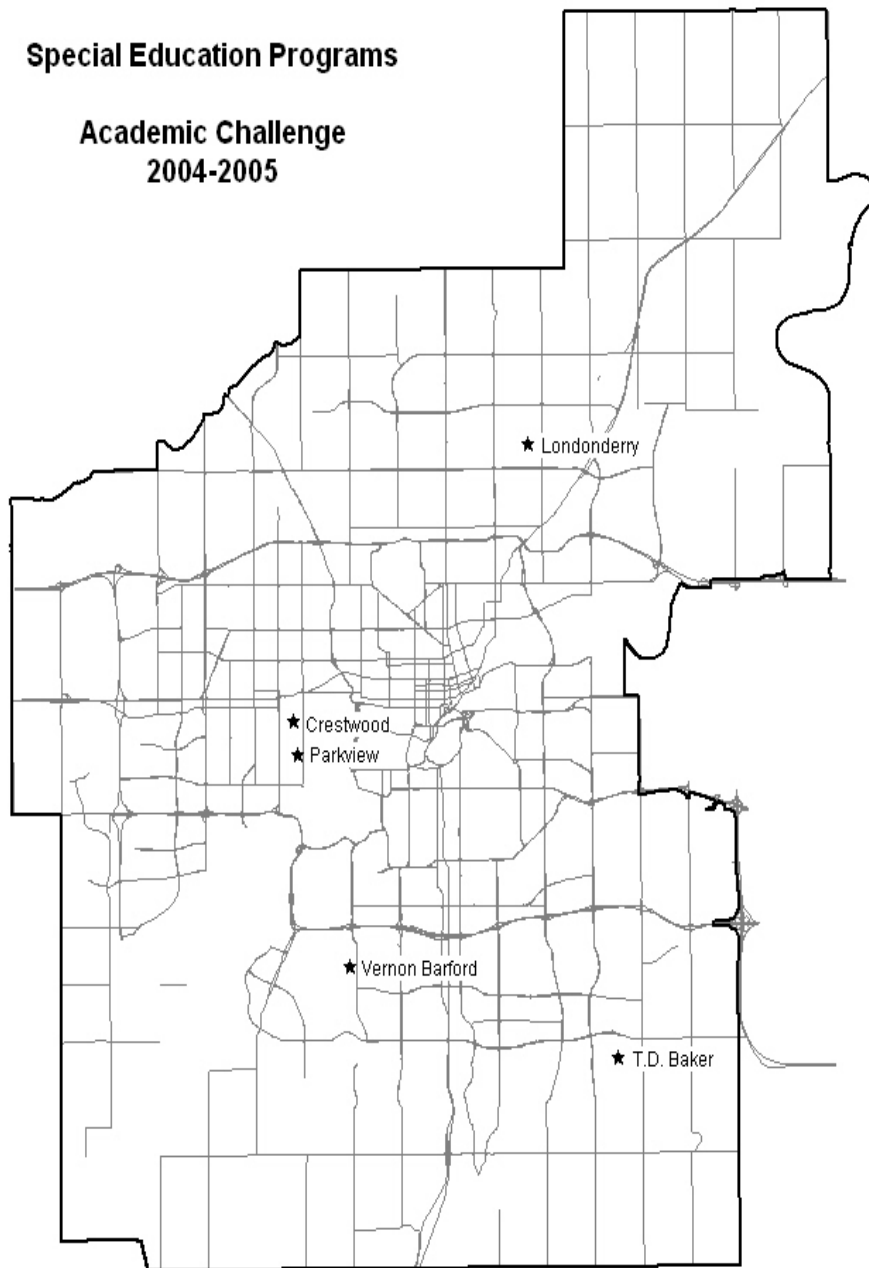 Special Education Programs
Academic Challenge
2004-2005
Londonderry
Crestwood
Parkview
Vernon Barford
T.D. Baker